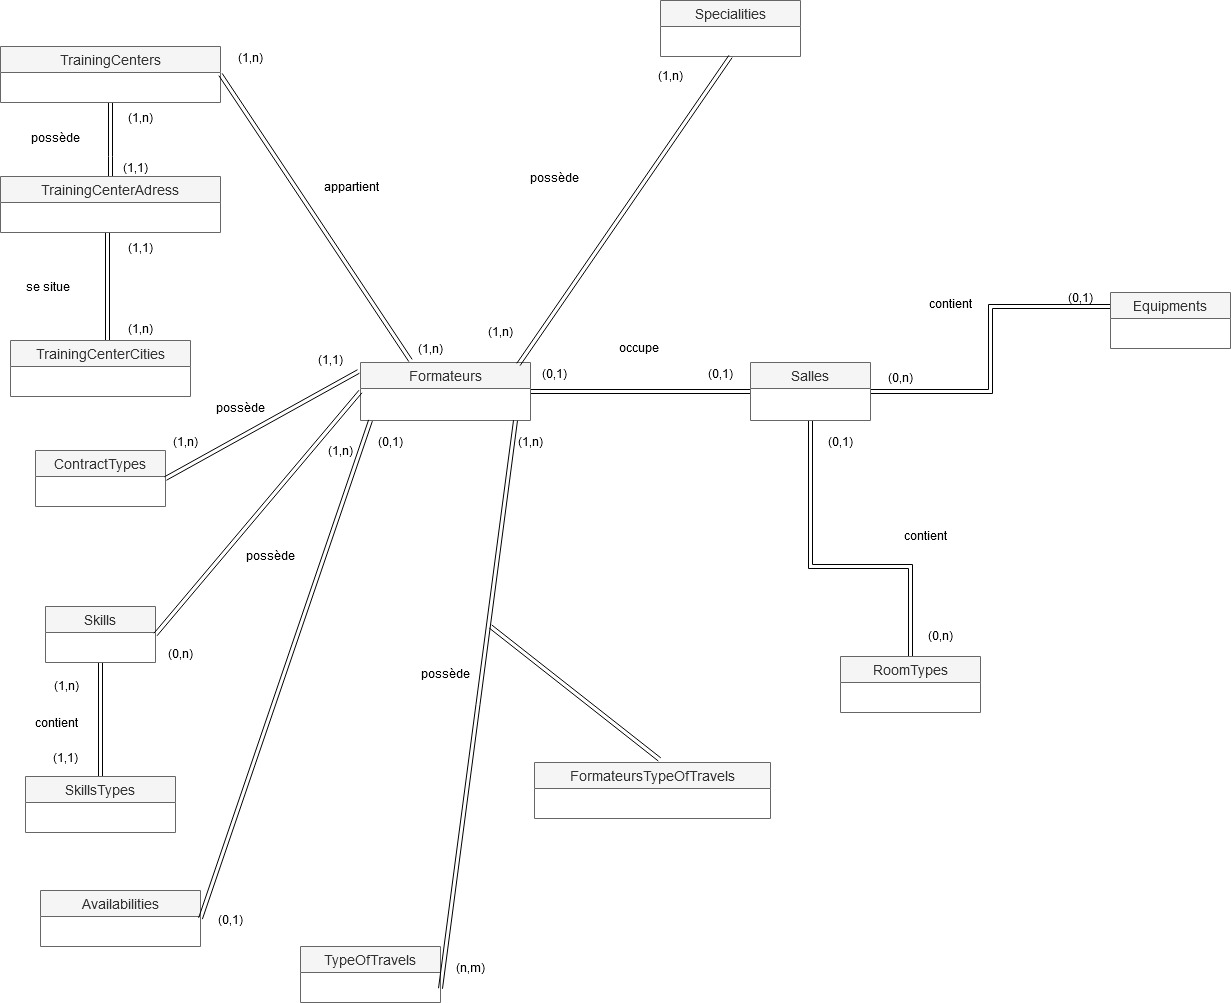 Specialities
TrainingCenters
(1,n)
(1,n)
(1,n)
possède
(1,1)
TrainingCenterAdress
appartient
possède
(1,1)
se situe
(1,n)
TrainingCenterCities
contient
(0,1)
Equipments
(1,n)
(1,n)
occupe
(1,1)
Formateurs
(0,1)
(0,1)
Salles
(0,n)
possède
(1,n)
(1,n)
(0,1)
(1,n)
(0,1)
ContractTypes
contient
possède
Skills
(0,n)
(0,n)
RoomTypes
possède
(1,n)
contient
(1,1)
SkillsTypes
FormateursTypeOfTravels
Availabilities
(0,1)
TypeOfTravels
(n,m)